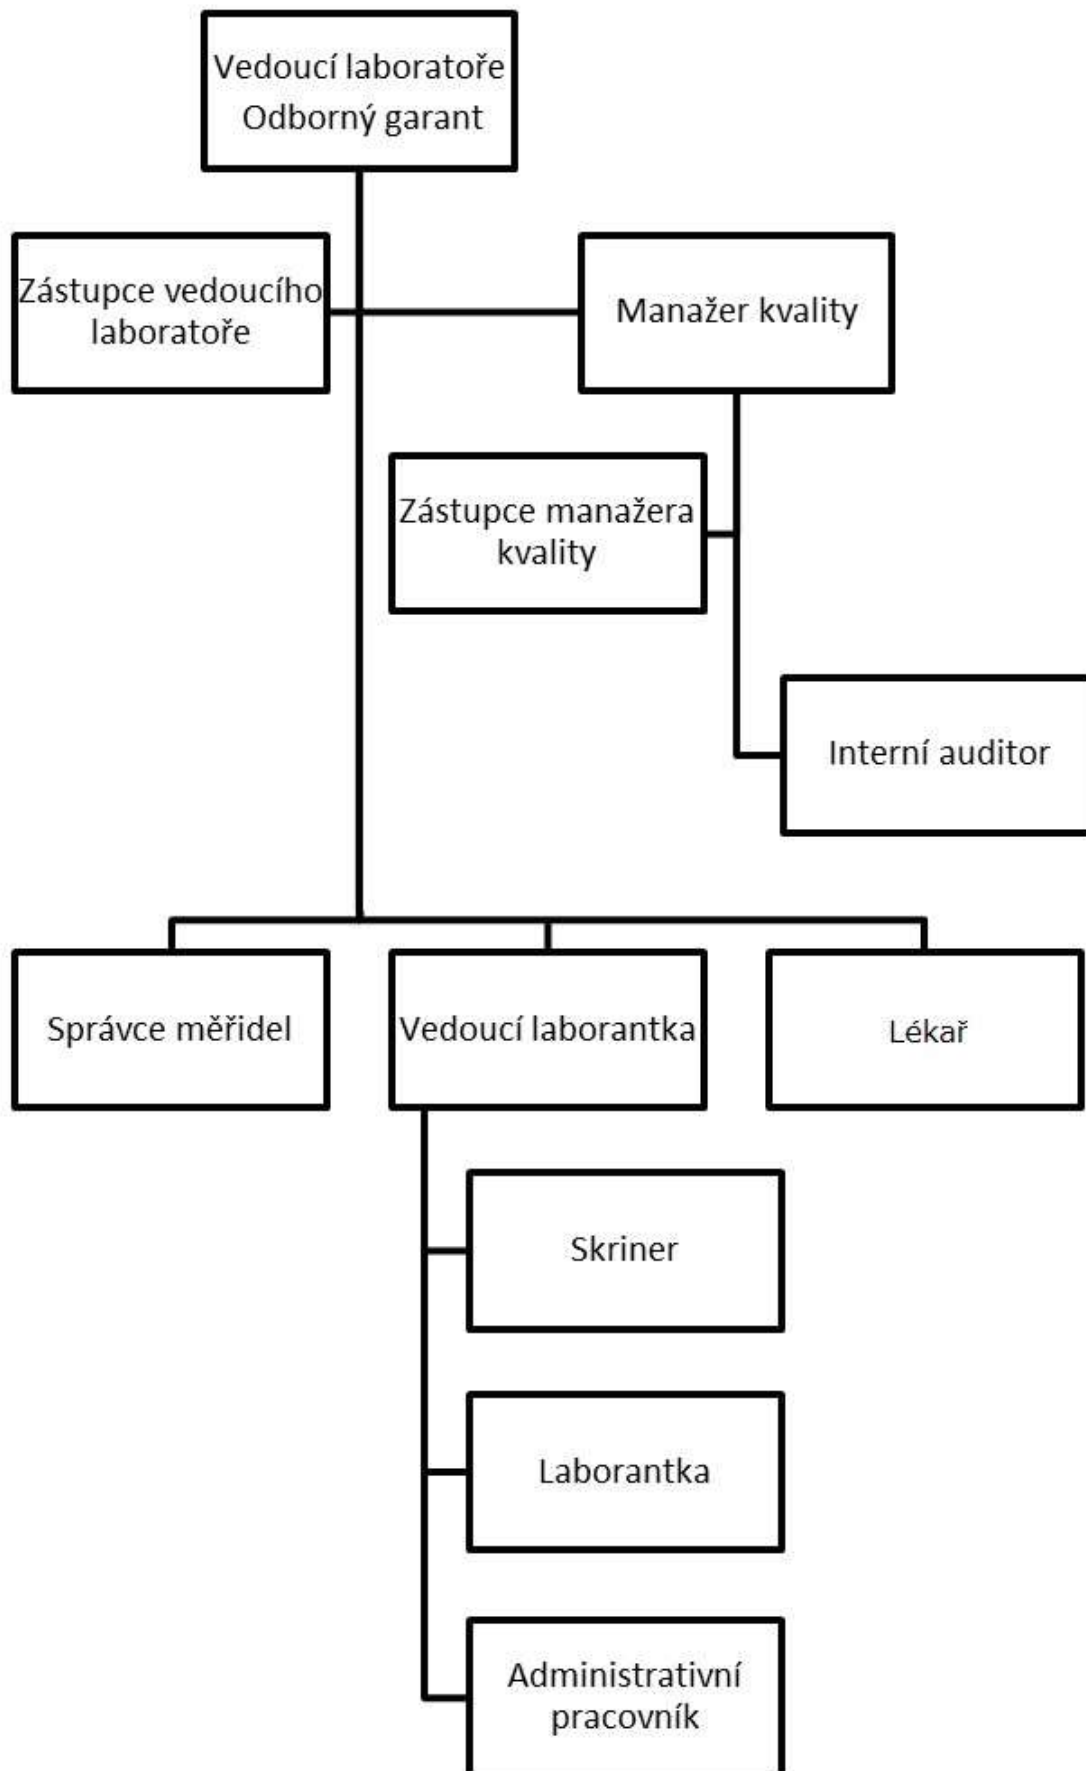 Vedoucí laboratoře
Odborný garant
Zástupce vedoucího
laboratoře
Manažer kvality
Zástupce manažera
kvality
Interní auditor
Správce měřidel
Vedoucí laborantka
Lékař
Skriner
Laborantka
Administrativní
pracovník